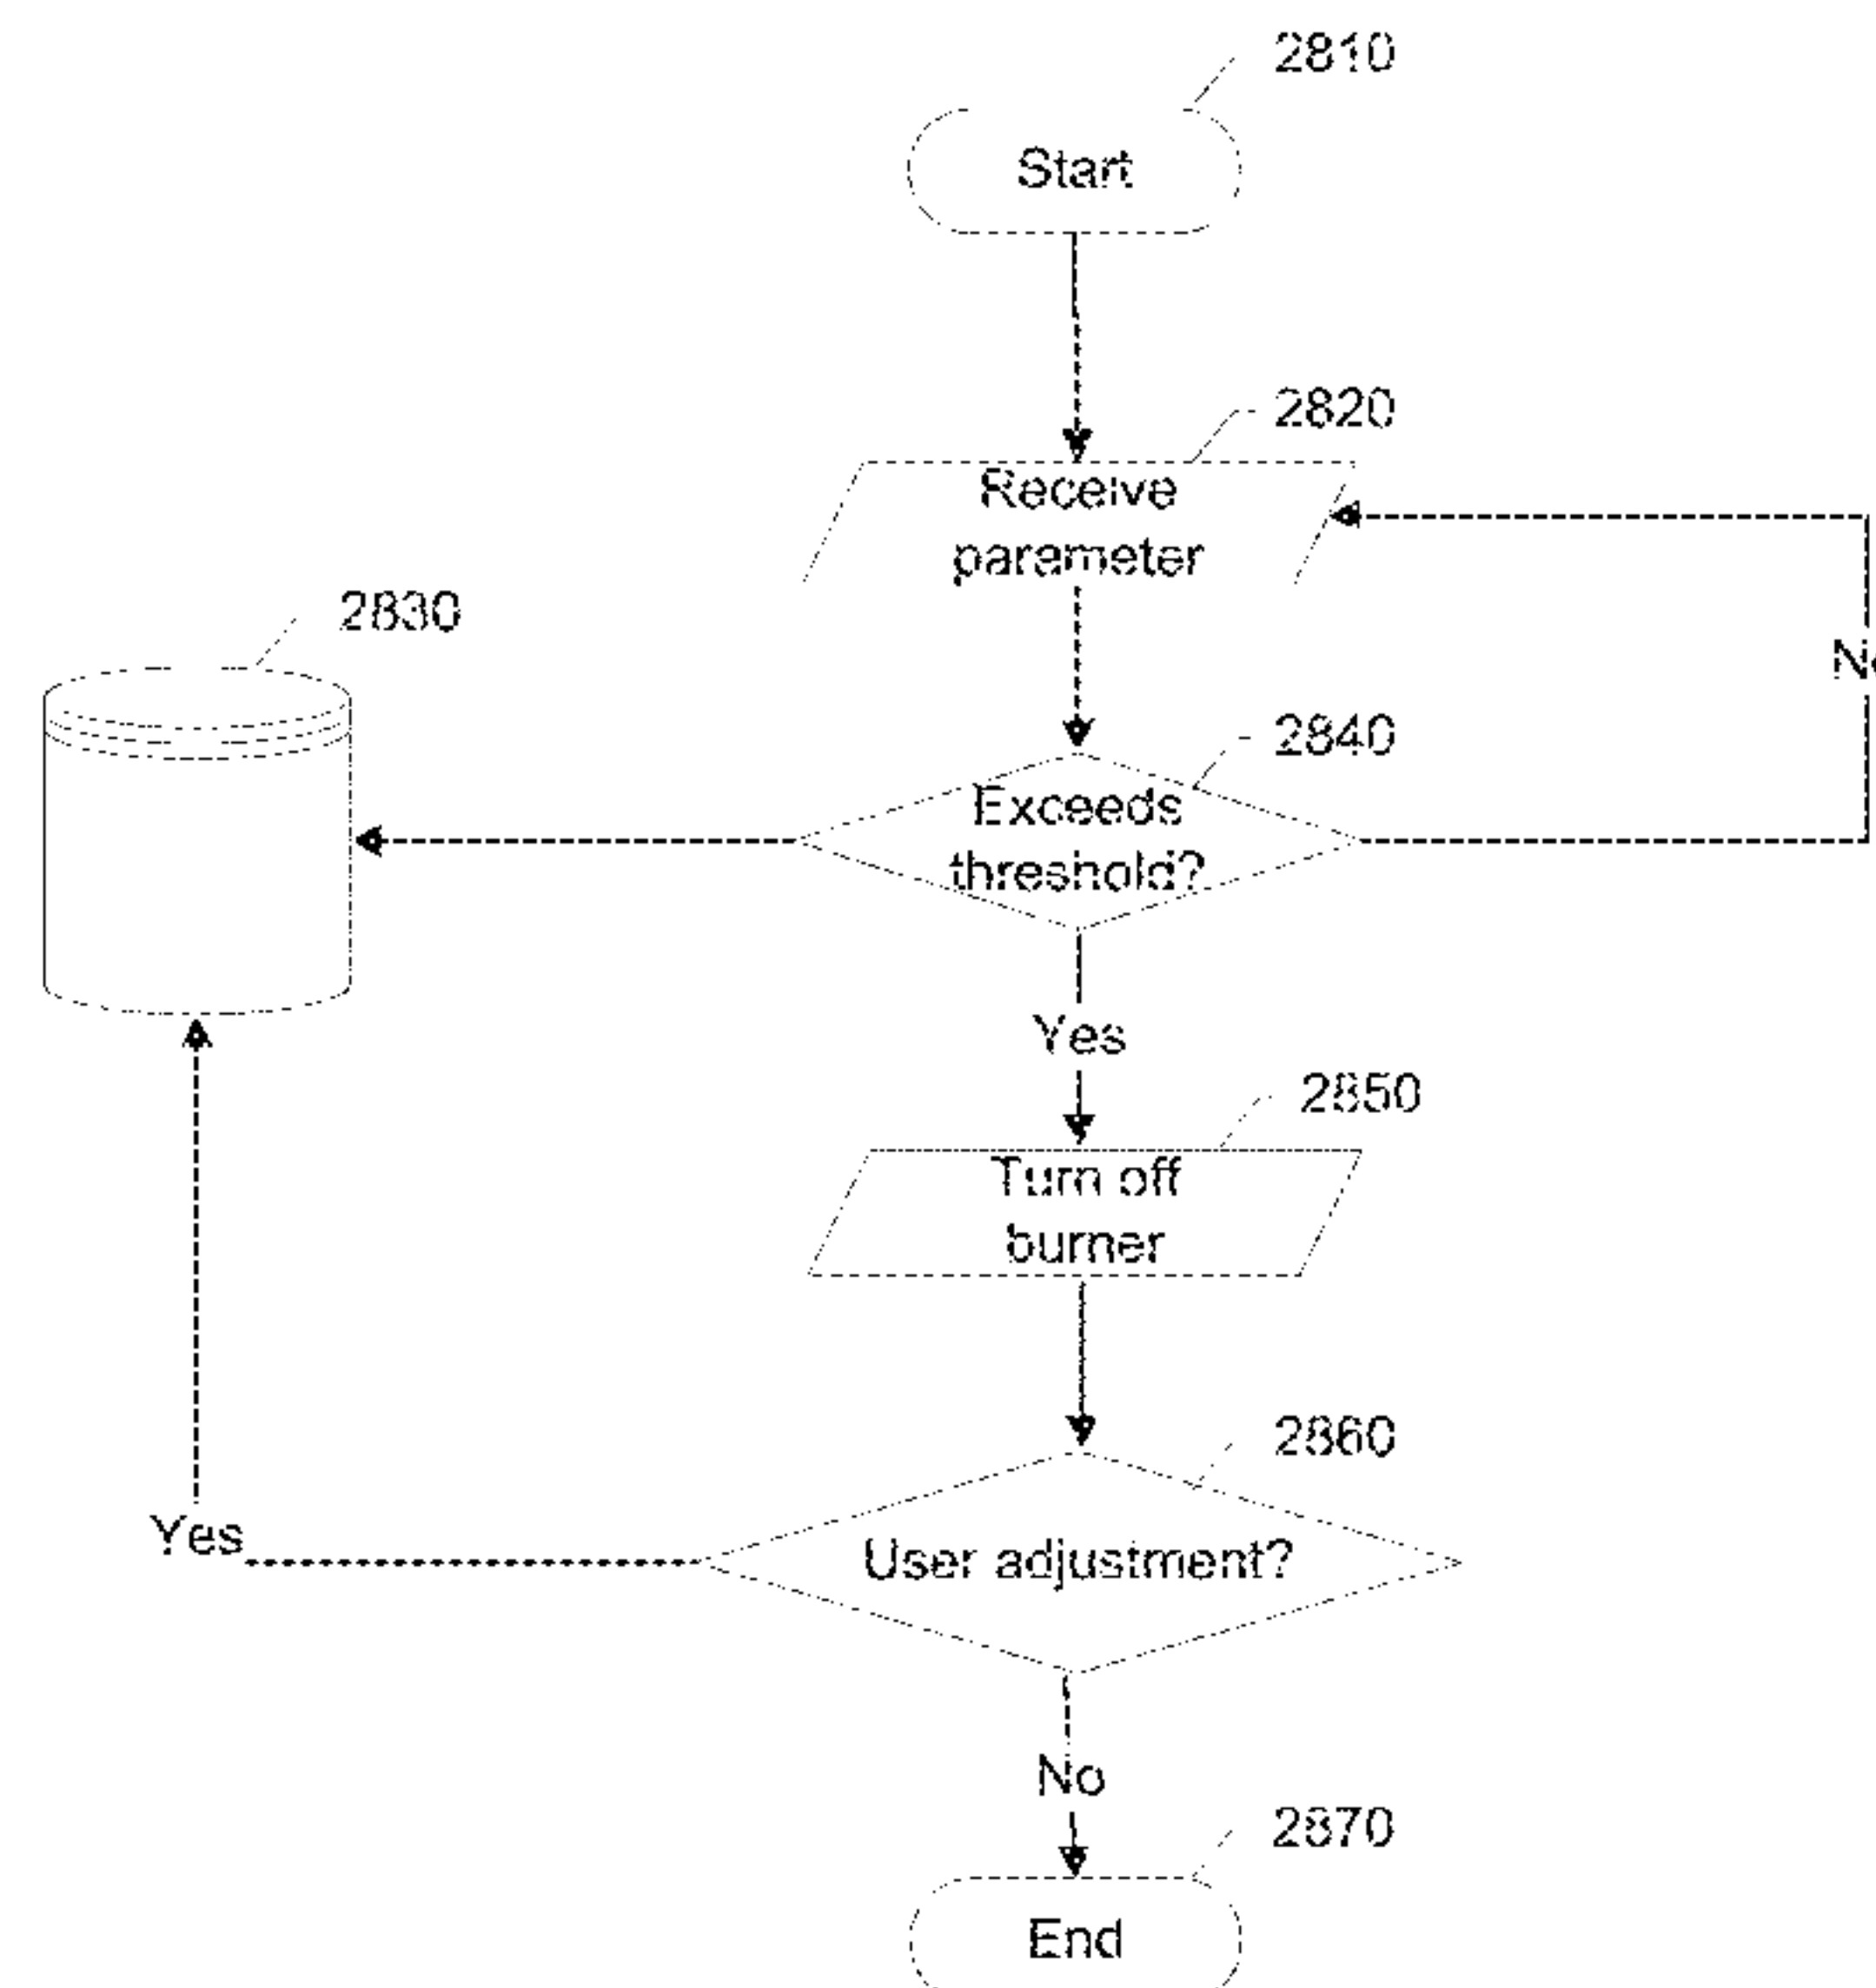 2810
Start
2820
Receive
parameter
2830
No
2840
Exceeds
threshold?
Yes
2850
Turn off
burner
2860
Yes
User adjustment?
No
2870
End